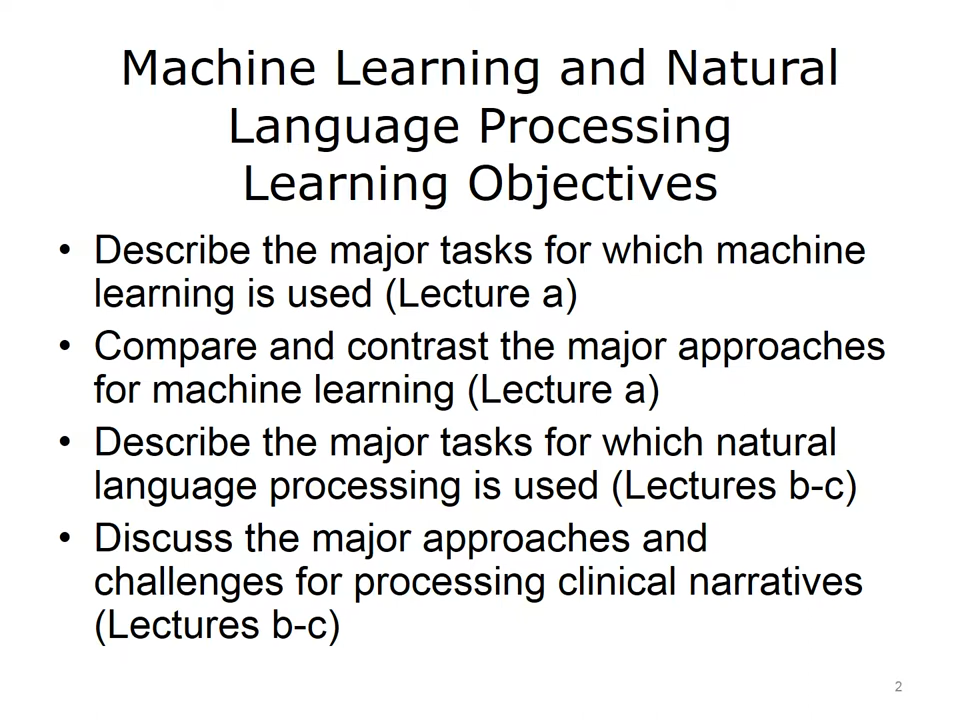 Machine Learning and Natural
Language Processing
Learning Objectives
• Describe the major tasks for which machine
learning is used (Lecture a)
• Compare and contrast the major approaches
for machine learning (Lecture a)
• Describe the major tasks for which natural
language processing is used (Lectures b-c)
• Discuss the major approaches and
challenges for processing clinical narratives
(Lectures b-c)
2